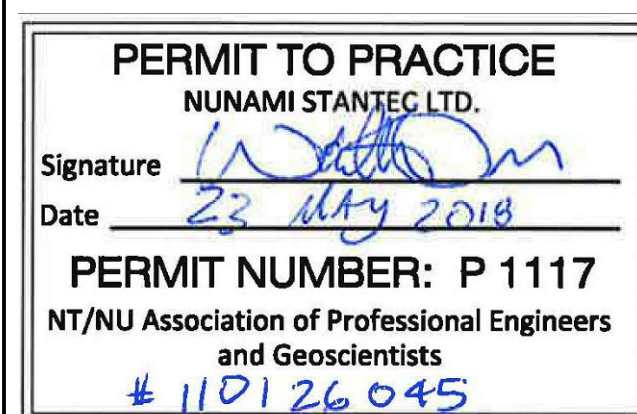 PERMIT TO PRACTICE
NUNAMI STANTEC LTD.
Signature
Date 23 MAY 2018
PERMIT NUMBER: P 1117
NT/NU Association of Professional Engineers
and Geoscientists
# 110126045